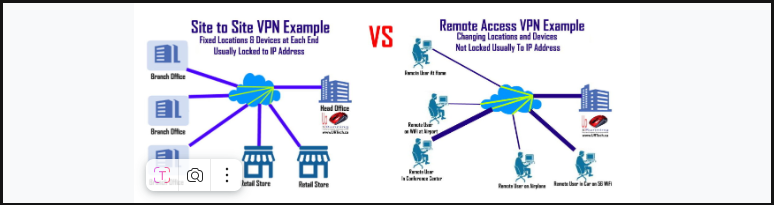 Site to Site VPN Example
Fixed Locations & Devices at Each End
Usually Locked to IP Address
Branch Office
Branch Office
Head Office
Retail Store
Retail Store
VS
Remote Access VPN Example
Changing Locations and Devices
Not Locked Usually To IP Address
Remote User At Home
Remote User
on WiFi at Airport
Remote User
In Conference Center
Remote User on Airplace
Remote User in Car on 5G WiFi